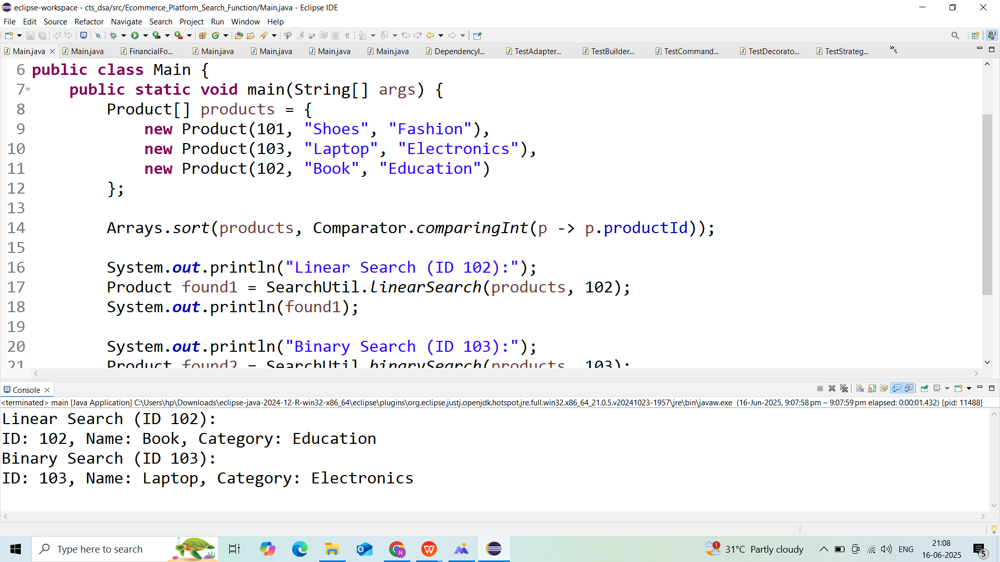 eclipse-workspace - cts_dsa/src/Ecommerce_Platform_Search_Function/Main.java - Eclipse IDE
File Edit Source Refactor Navigate Search Project Run Window Help
Main.java Main.java FinancialFo... Main.java Main.java Main.java Main.java DependencyI... TestAdapter... TestBuilder... TestCommand... TestDecorato... TestStrateg... »5
6 public class Main {
7 public static void main(String[] args) {
8 Product[] products = {
9 new Product(101, "Shoes", "Fashion"),
10 new Product(103, "Laptop", "Electronics"),
11 new Product(102, "Book", "Education")
12 };
13
14 Arrays.sort(products, Comparator.comparingInt(p -> p.productId));
15
16 System.out.println("Linear Search (ID 102):");
17 Product found1 = SearchUtil.linearSearch(products, 102);
18 System.out.println(found1);
19
20 System.out.println("Binary Search (ID 103):");
21 Product found2 = SearchUtil.binarySearch(products, 103);
Console
<terminated> main [Java Application] C:\Users\hp\Downloads\eclipse-java-2024-12-R-win32-x86_64\eclipse\plugins\org.eclipse.justj.openjdk.hotspot.jre.full.win32.x86_64_21.0.5.v20241023-1957\jre\bin\javaw.exe (16-Jun-2025, 9:07:58 pm – 9:07:59 pm elapsed: 0:00:01.432) [pid: 11488]
Linear Search (ID 102):
ID: 102, Name: Book, Category: Education
Binary Search (ID 103):
ID: 103, Name: Laptop, Category: Electronics
Type here to search
1 31°C Partly cloudy ENG
21:08
16-06-2025
5